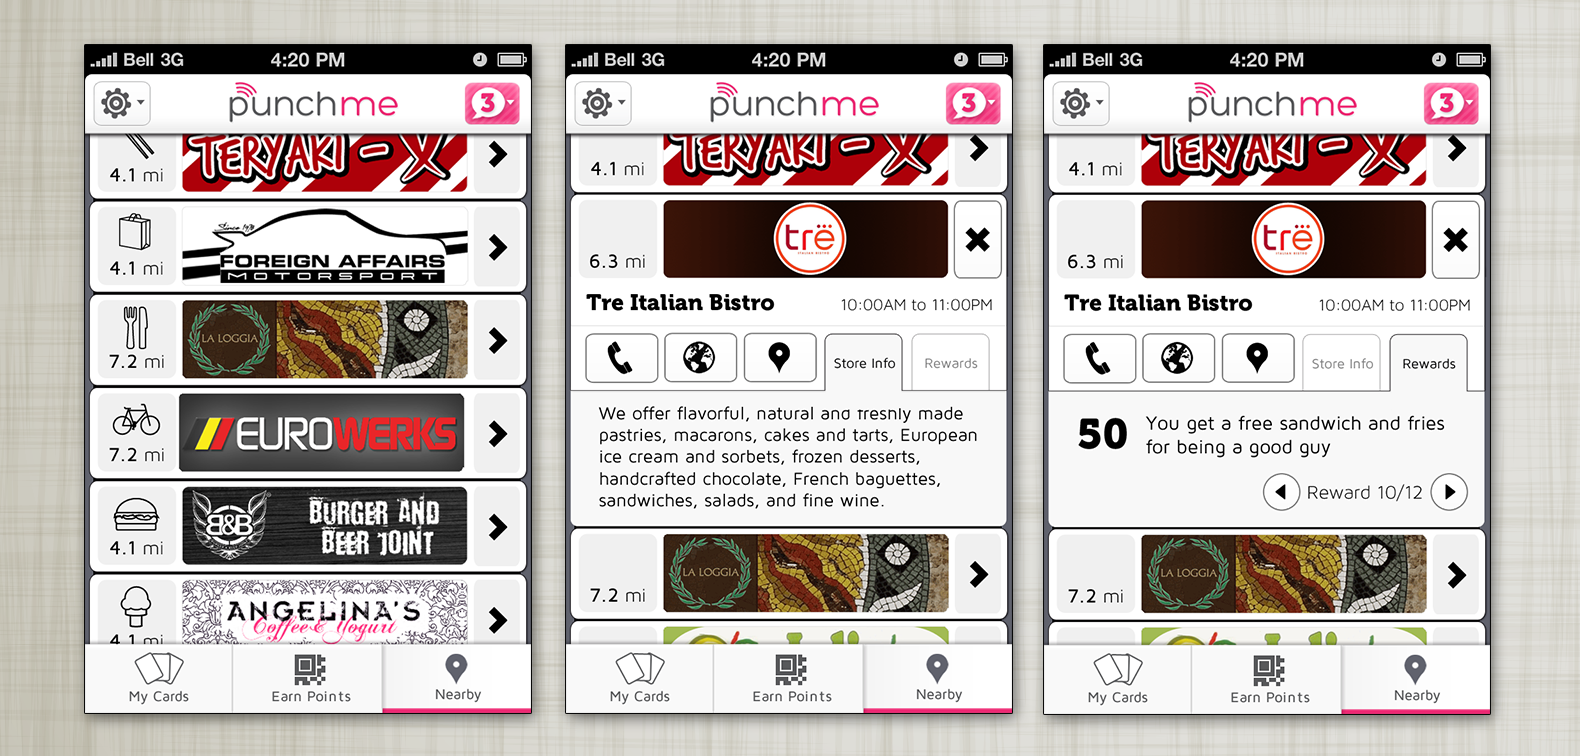 Bell 3G 4:20 PM
punchme 3
TERYAKI - X
4.1 mi
Since 1978
FOREIGN AFFAIRS
MOTORSPORT
4.1 mi
LA LOGGIA
7.2 mi
EUROWERKS
7.2 mi
B&B
BURGER AND
BEER JOINT
4.1 mi
ANGELINA'S
Coffee & Yogurt
4.1 mi
My Cards Earn Points Nearby
Bell 3G 4:20 PM
punchme 3
TERYAKI - X
4.1 mi
trë
ITALIAN BISTRO
6.3 mi
Tre Italian Bistro 10:00AM to 11:00PM
Store Info Rewards
We offer flavorful, natural and freshly made
pastries, macarons, cakes and tarts, European
ice cream and sorbets, frozen desserts,
handcrafted chocolate, French baguettes,
sandwiches, salads, and fine wine.
LA LOGGIA
7.2 mi
My Cards Earn Points Nearby
Bell 3G 4:20 PM
punchme 3
TERYAKI - X
4.1 mi
trë
ITALIAN BISTRO
6.3 mi
Tre Italian Bistro 10:00AM to 11:00PM
Store Info Rewards
50 You get a free sandwich and fries
for being a good guy
Reward 10/12
LA LOGGIA
7.2 mi
My Cards Earn Points Nearby